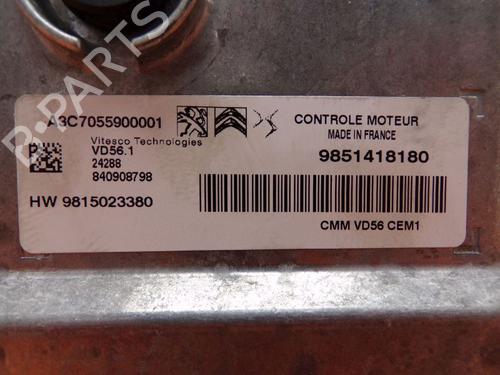 B-PARTS
A3C7055900001
Vitesco Technologies
VD56.1
24288
840908798
HW 9815023380
CONTROLE MOTEUR
MADE IN FRANCE
9851418180
CMM VD56 CEM1